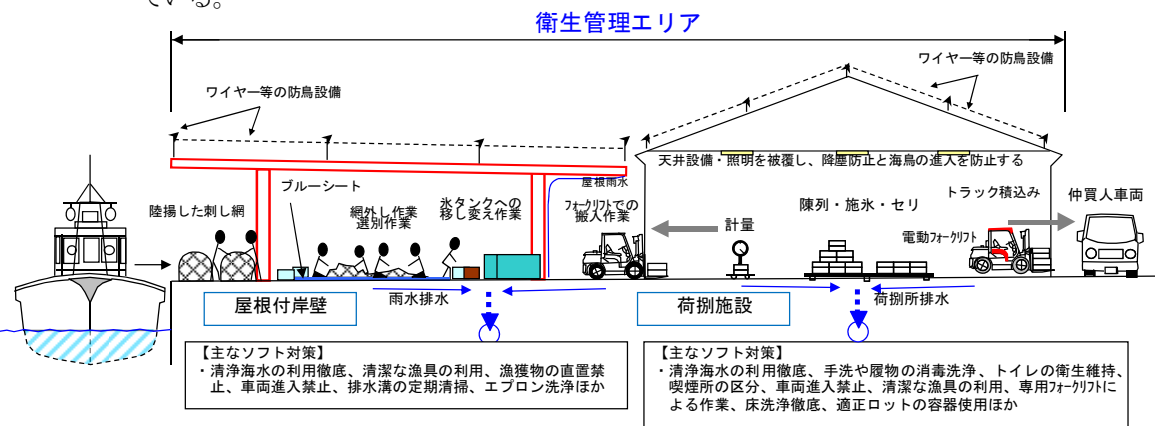 ている。
衛生管理エリア
ワイヤー等の防鳥設備
ワイヤー等の防鳥設備
天井設備・照明を被覆し、降塵防止と海鳥の進入を防止する
屋根雨水
ブルーシート
陸揚した刺し網
網外し作業
選別作業
氷タンクへの
移し変え作業
フォークリフトでの
搬入作業
計量
陳列・施氷・セリ
トラック積込み
仲買人車両
電動フォークリフト
屋根付岸壁
雨水排水
荷捌施設
荷捌所排水
【主なソフト対策】
・清浄海水の利用徹底、清潔な漁具の利用、漁獲物の直置禁
止、車両進入禁止、排水溝の定期清掃、エプロン洗浄ほか
【主なソフト対策】
・清浄海水の利用徹底、手洗や履物の消毒洗浄、トイレの衛生維持、
喫煙所の区分、車両進入禁止、清潔な漁具の利用、専用フォークリフトに
よる作業、床洗浄徹底、適正ロットの容器使用ほか